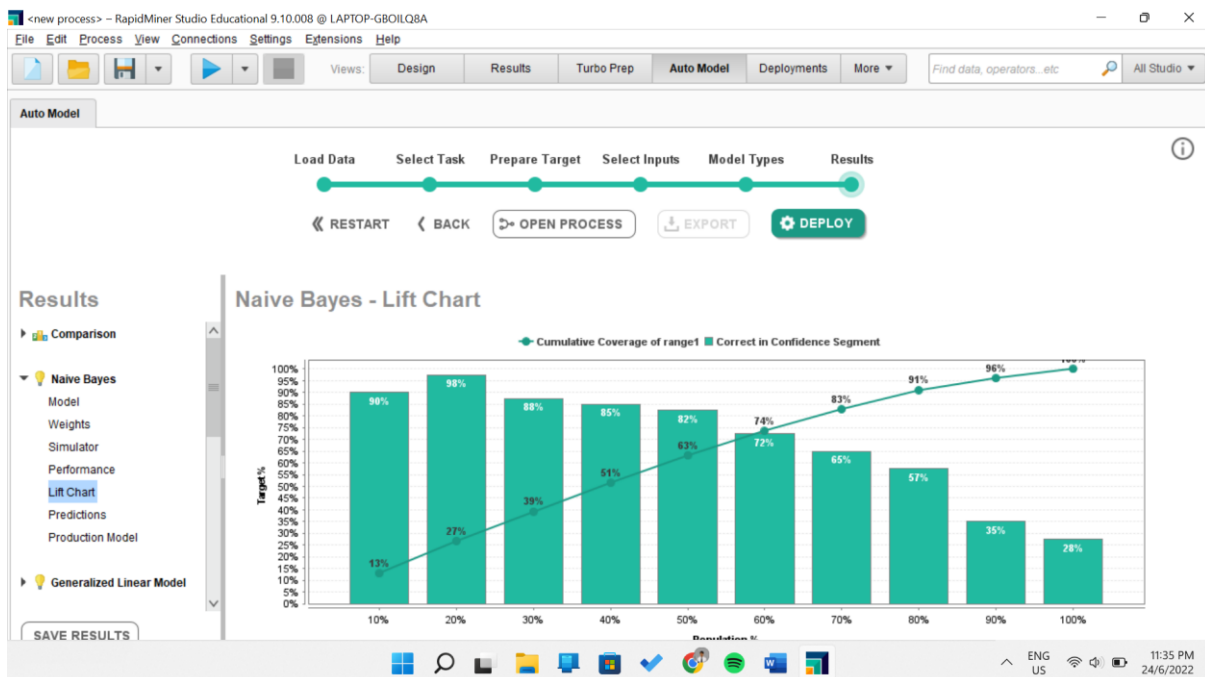 <new process> – RapidMiner Studio Educational 9.10.008 @ LAPTOP-GBOILQ8A
File Edit Process View Connections Settings Extensions Help
Views: Design Results Turbo Prep Auto Model Deployments More Find data, operators...etc All Studio
Auto Model
Load Data Select Task Prepare Target Select Inputs Model Types Results
RESTART BACK OPEN PROCESS EXPORT DEPLOY
Results
Comparison
Naive Bayes
Model
Weights
Simulator
Performance
Lift Chart
Predictions
Production Model
Generalized Linear Model
SAVE RESULTS
Naive Bayes - Lift Chart
Cumulative Coverage of range1 Correct in Confidence Segment
Target %
100%
95%
90%
85%
80%
75%
70%
65%
60%
55%
50%
45%
40%
35%
30%
25%
20%
15%
10%
5%
0%
90% 98% 88% 85% 82% 72% 65% 57% 35% 28%
13% 27% 39% 51% 63% 74% 83% 91% 96% 100%
10% 20% 30% 40% 50% 60% 70% 80% 90% 100%
Population %
ENG
US
11:35 PM
24/6/2022